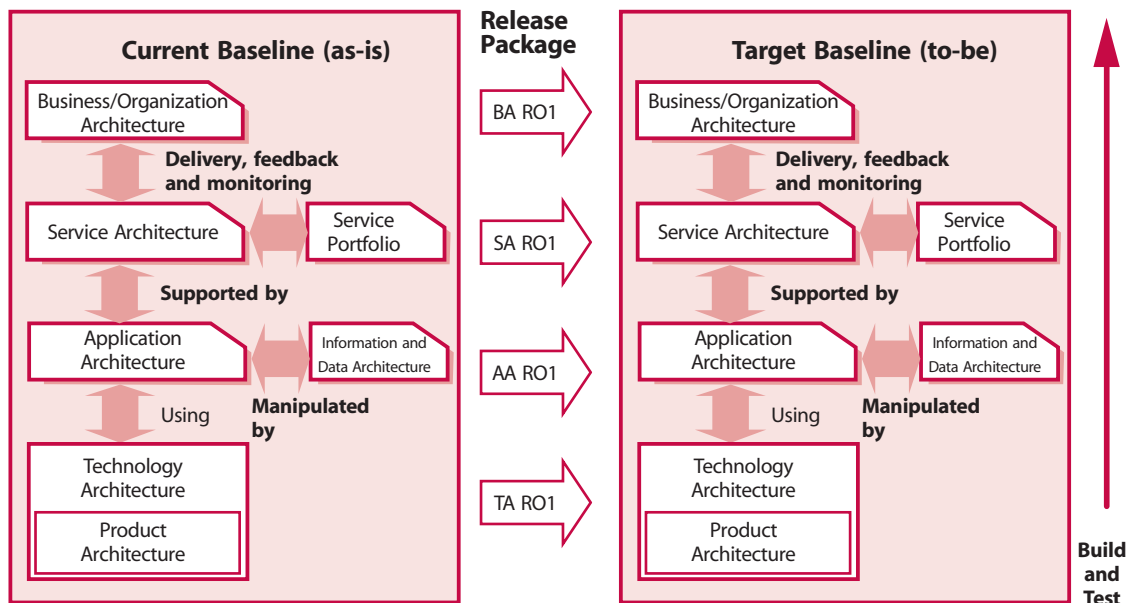 Current Baseline (as-is)
Business/Organization
Architecture
Delivery, feedback
and monitoring
Service Architecture
Service
Portfolio
Supported by
Application
Architecture
Information and
Data Architecture
Using
Manipulated
by
Technology
Architecture
Product
Architecture
Release
Package
BA RO1
SA RO1
AA RO1
TA RO1
Target Baseline (to-be)
Business/Organization
Architecture
Delivery, feedback
and monitoring
Service Architecture
Service
Portfolio
Supported by
Application
Architecture
Information and
Data Architecture
Using
Manipulated
by
Technology
Architecture
Product
Architecture
Build
and
Test